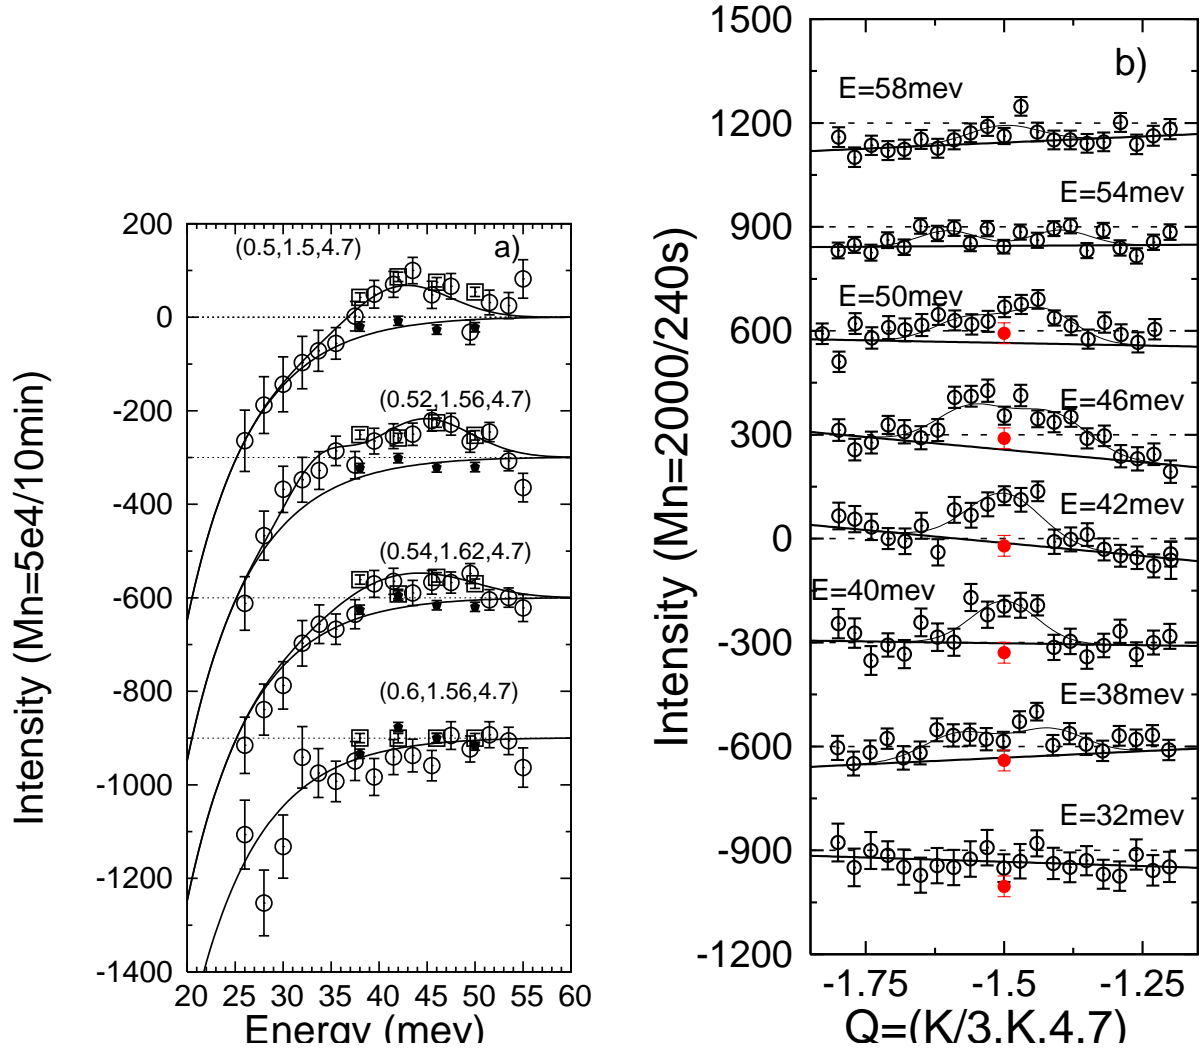 a)
(0.5,1.5,4.7)
(0.52,1.56,4.7)
(0.54,1.62,4.7)
(0.6,1.56,4.7)
200
0
-200
-400
-600
-800
-1000
-1200
-1400
20 25 30 35 40 45 50 55 60
Energy (mev)
Intensity (Mn=5e4/10min)
b)
E=58mev
E=54mev
E=50mev
E=46mev
E=42mev
E=40mev
E=38mev
E=32mev
1500
1200
900
600
300
0
-300
-600
-900
-1200
-1.75 -1.5 -1.25
Q=(K/3,K,4.7)
Intensity (Mn=2000/240s)